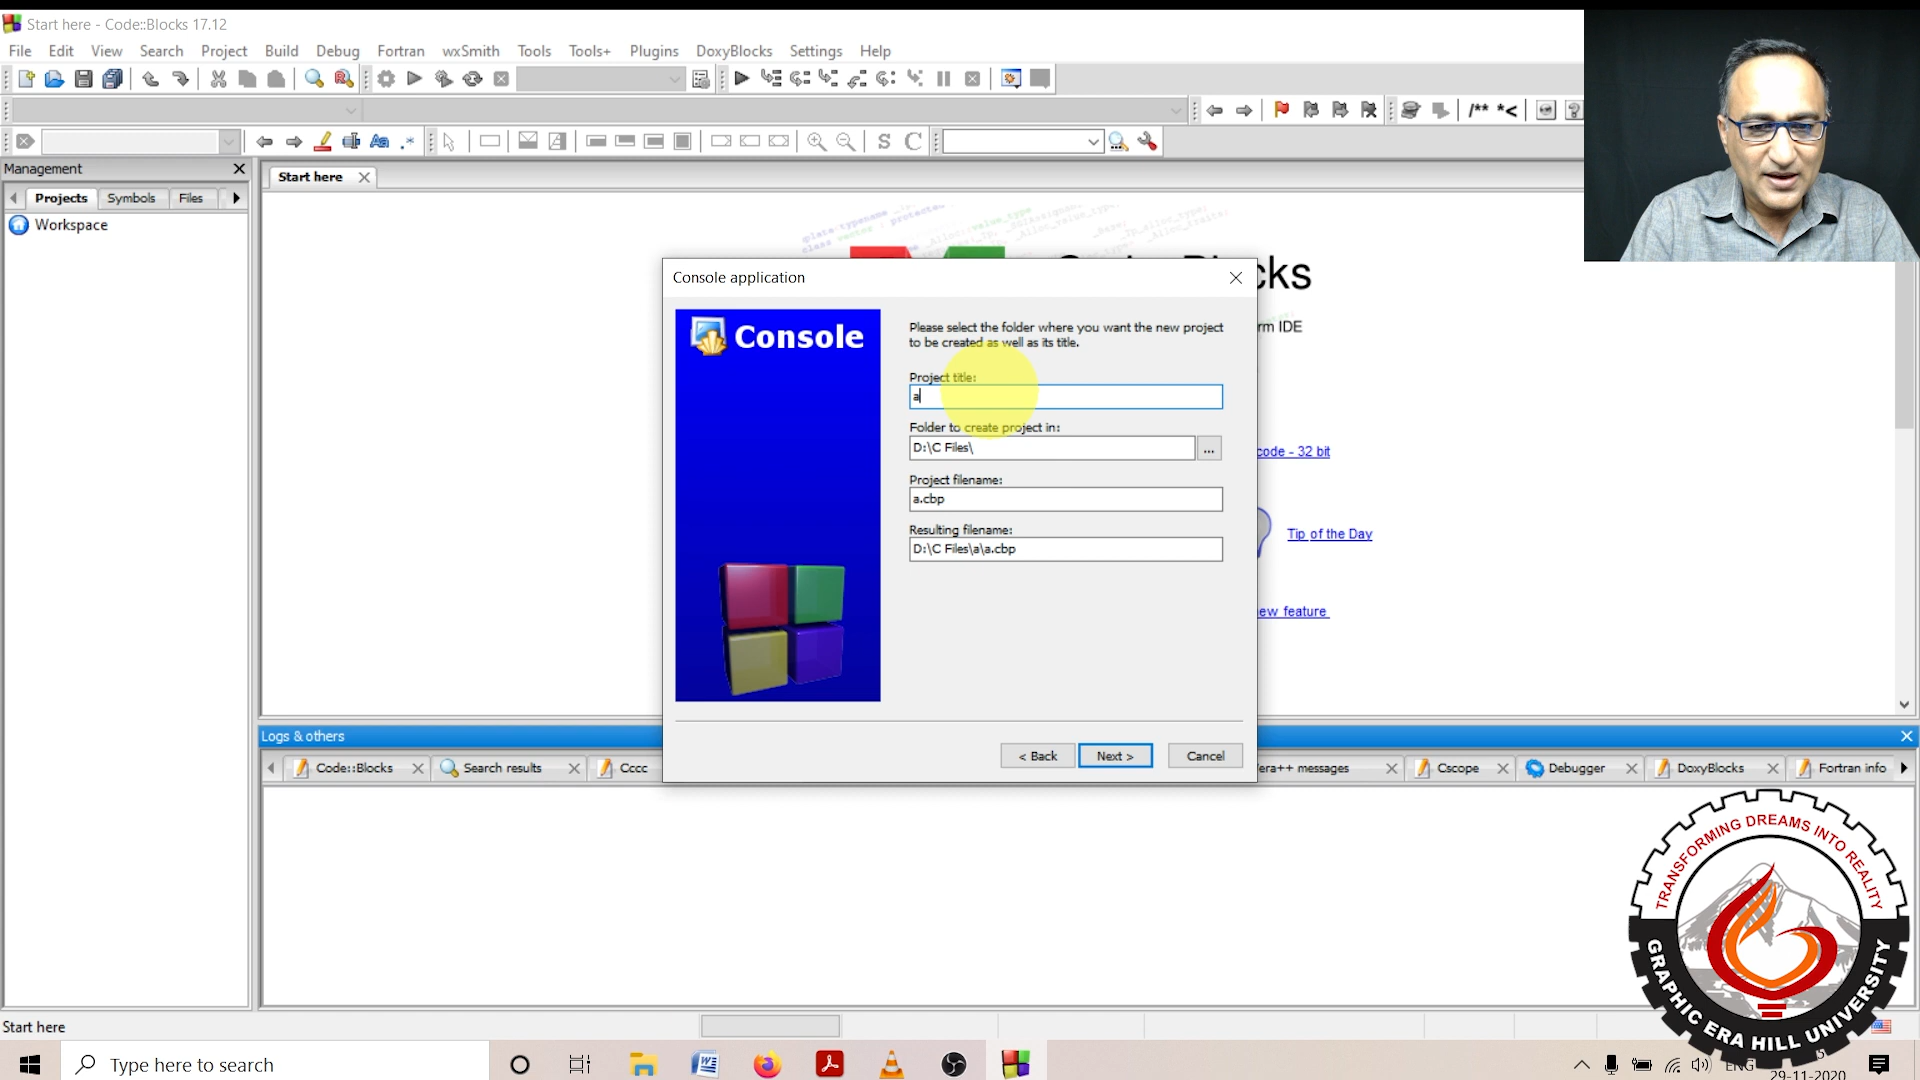 Start here - Code::Blocks 17.12
File Edit View Search Project Build Debug Fortran wxSmith Tools Tools+ Plugins DoxyBlocks Settings Help
/** *<
S C
Management
Start here
Projects Symbols Files
Workspace
Console application
cks
rm IDE
Console
Please select the folder where you want the new project
to be created as well as its title.
Project title:
a
Folder to create project in:
D:\C Files\
...
code - 32 bit
Project filename:
a.cbp
Resulting filename:
D:\C Files\a\a.cbp
Tip of the Day
ew feature
< Back Next > Cancel
Logs & others
Code::Blocks Search results Cccc era++ messages Cscope Debugger DoxyBlocks Fortran info
TRANSFORMING DREAMS INTO REALITY
GRAPHIC ERA HILL UNIVERSITY
Start here
Type here to search
ENG
29-11-2020